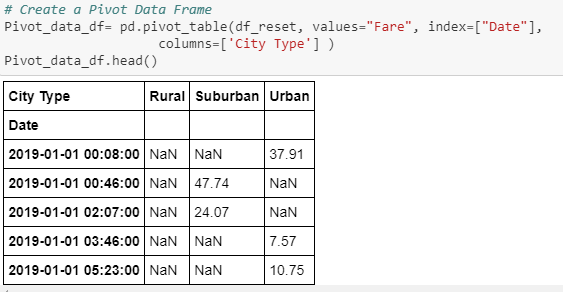 # Create a Pivot Data Frame
Pivot_data_df= pd.pivot_table(df_reset, values="Fare", index=["Date"],
columns=['City Type'] )
Pivot_data_df.head()
City Type Rural Suburban Urban
Date
2019-01-01 00:08:00 NaN NaN 37.91
2019-01-01 00:46:00 NaN 47.74 NaN
2019-01-01 02:07:00 NaN 24.07 NaN
2019-01-01 03:46:00 NaN NaN 7.57
2019-01-01 05:23:00 NaN NaN 10.75